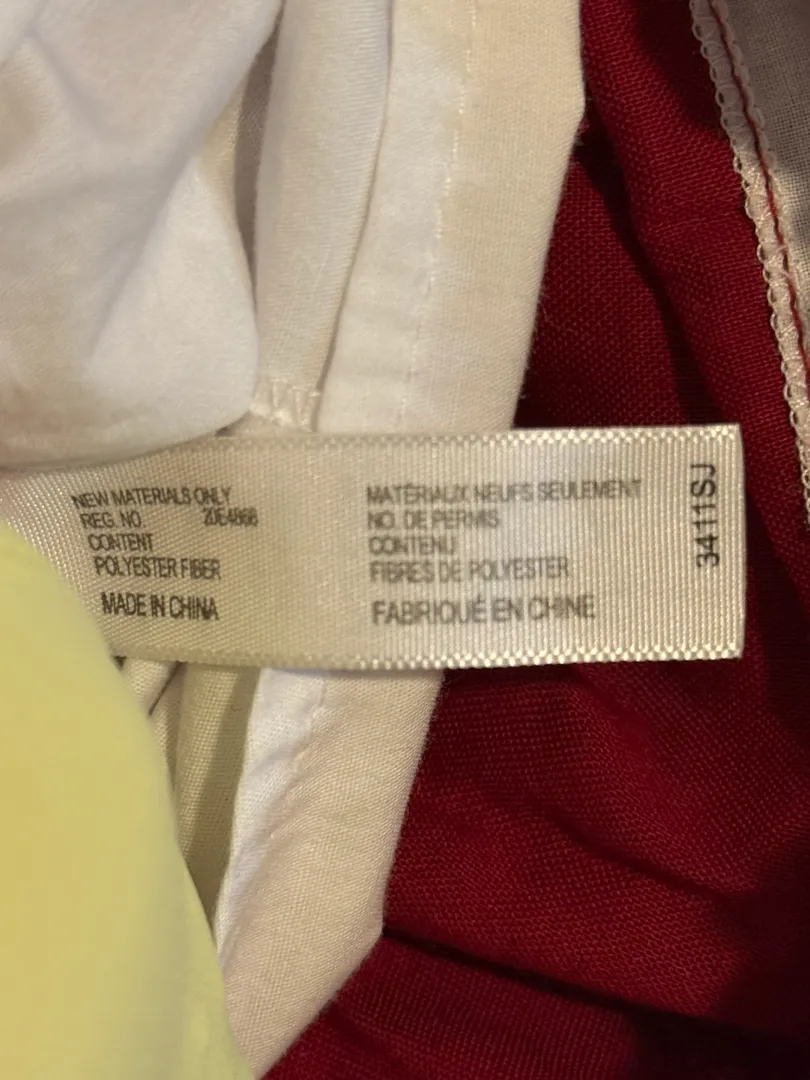 NEW MATERIALS ONLY
REG. NO. 20E4868
CONTENT
POLYESTER FIBER
MADE IN CHINA
MATÉRIAUX NEUFS SEULEMENT
NO. DE PERMIS
CONTENU
FIBRES DE POLYESTER
FABRIQUÉ EN CHINE
3411SJ